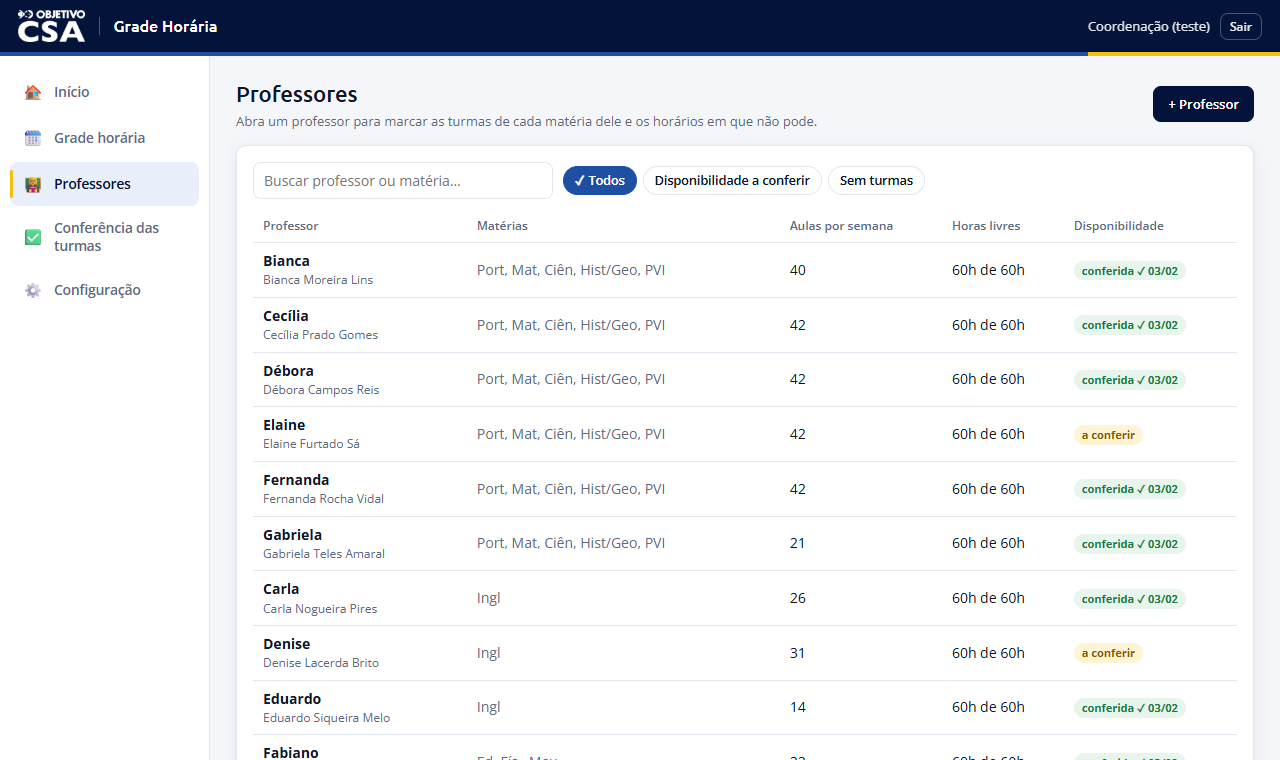 OBJETIVO
CSA
Grade Horária
Coordenação (teste)
Sair
Início
Grade horária
Professores
Conferência das
turmas
Configuração
Professores
Abra um professor para marcar as turmas de cada matéria dele e os horários em que não pode.
+ Professor
Buscar professor ou matéria...
✓ Todos
Disponibilidade a conferir
Sem turmas
Professor Matérias Aulas por semana Horas livres Disponibilidade
Bianca
Bianca Moreira Lins
Port, Mat, Ciên, Hist/Geo, PVI 40 60h de 60h conferida ✓ 03/02
Cecília
Cecília Prado Gomes
Port, Mat, Ciên, Hist/Geo, PVI 42 60h de 60h conferida ✓ 03/02
Débora
Débora Campos Reis
Port, Mat, Ciên, Hist/Geo, PVI 42 60h de 60h conferida ✓ 03/02
Elaine
Elaine Furtado Sá
Port, Mat, Ciên, Hist/Geo, PVI 42 60h de 60h a conferir
Fernanda
Fernanda Rocha Vidal
Port, Mat, Ciên, Hist/Geo, PVI 42 60h de 60h conferida ✓ 03/02
Gabriela
Gabriela Teles Amaral
Port, Mat, Ciên, Hist/Geo, PVI 21 60h de 60h conferida ✓ 03/02
Carla
Carla Nogueira Pires
Ingl 26 60h de 60h conferida ✓ 03/02
Denise
Denise Lacerda Brito
Ingl 31 60h de 60h a conferir
Eduardo
Eduardo Siqueira Melo
Ingl 14 60h de 60h conferida ✓ 03/02
Fabiano